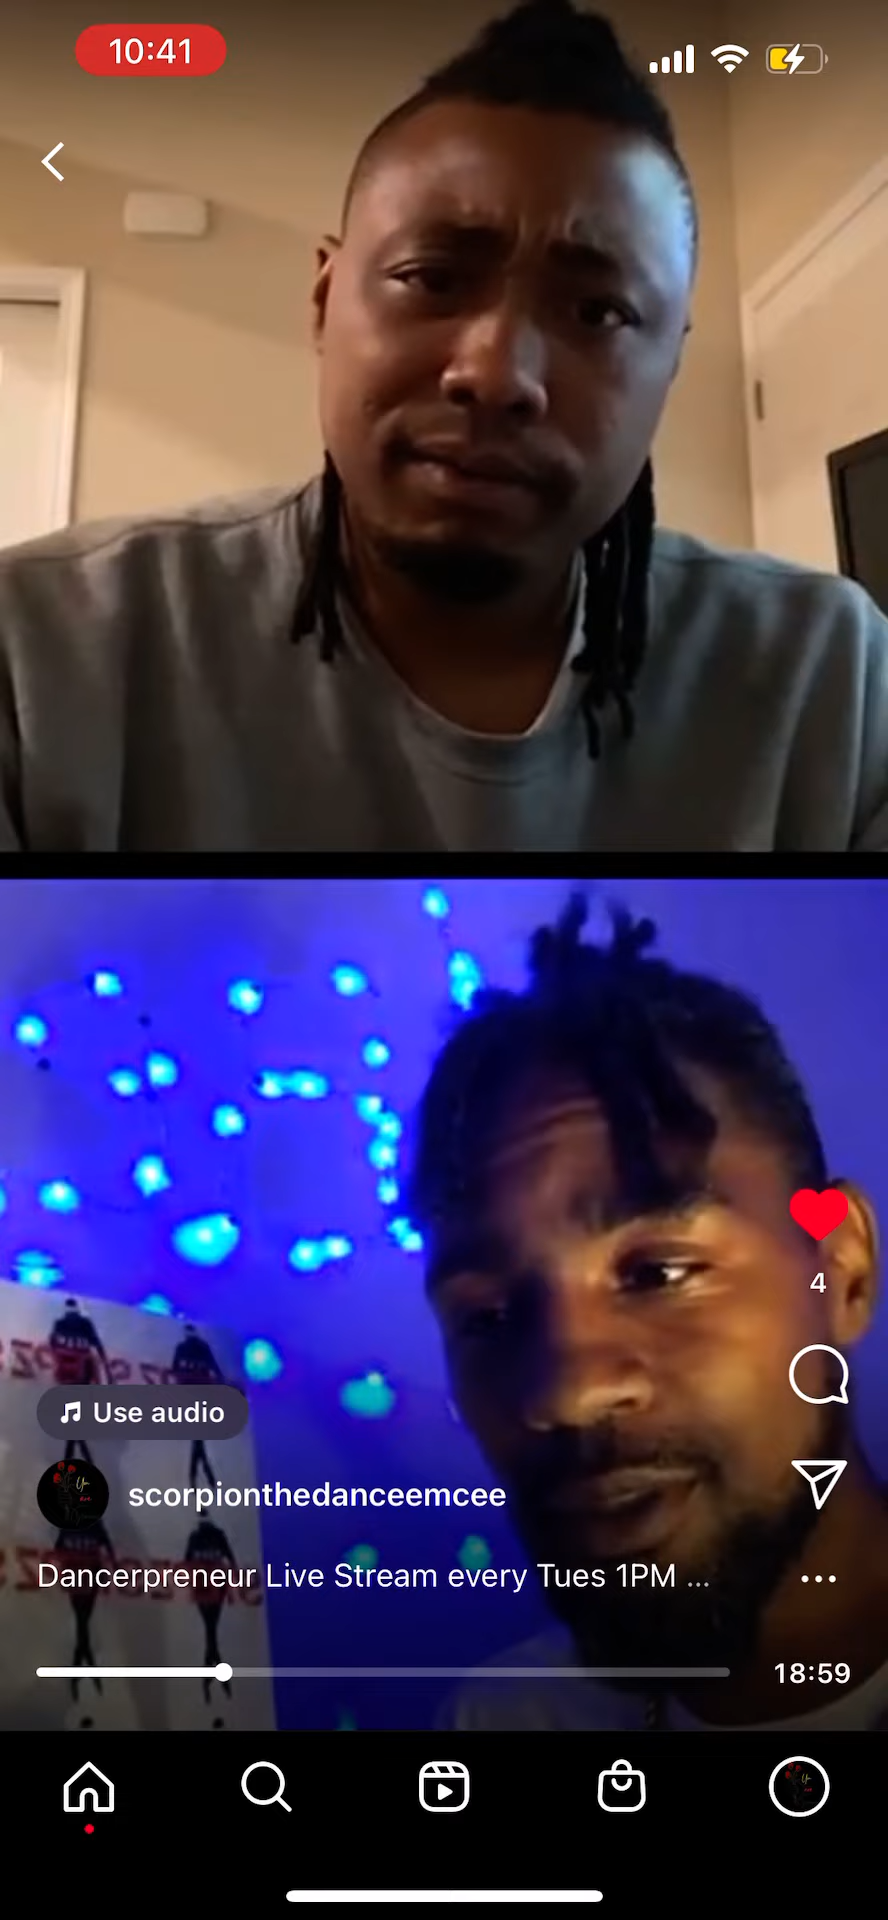 10:41
4
Use audio
scorpionthedanceemcee
Dancerpreneur Live Stream every Tues 1PM ...
18:59